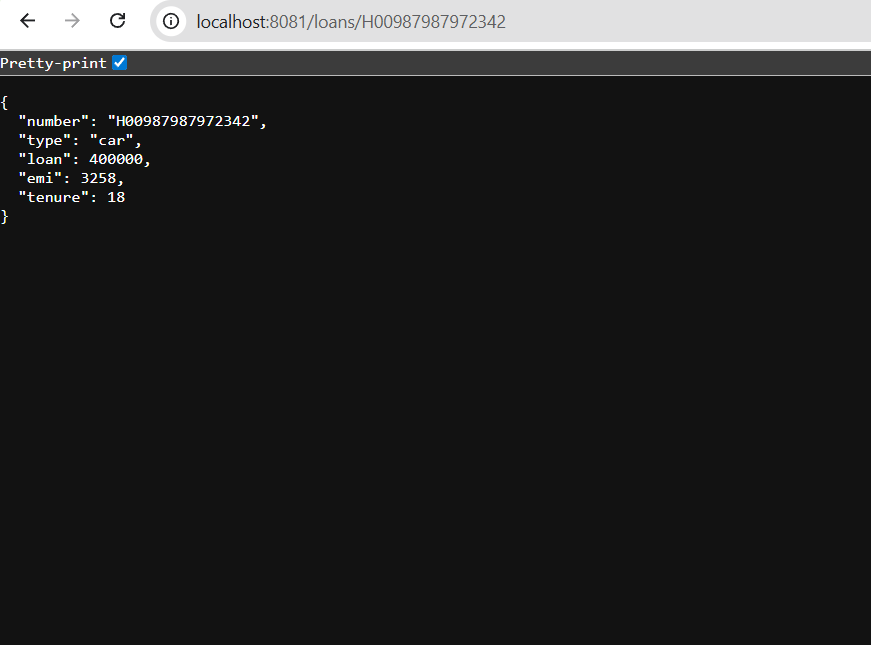 localhost:8081/loans/H00987987972342
Pretty-print
{
  "number": "H00987987972342",
  "type": "car",
  "loan": 400000,
  "emi": 3258,
  "tenure": 18
}